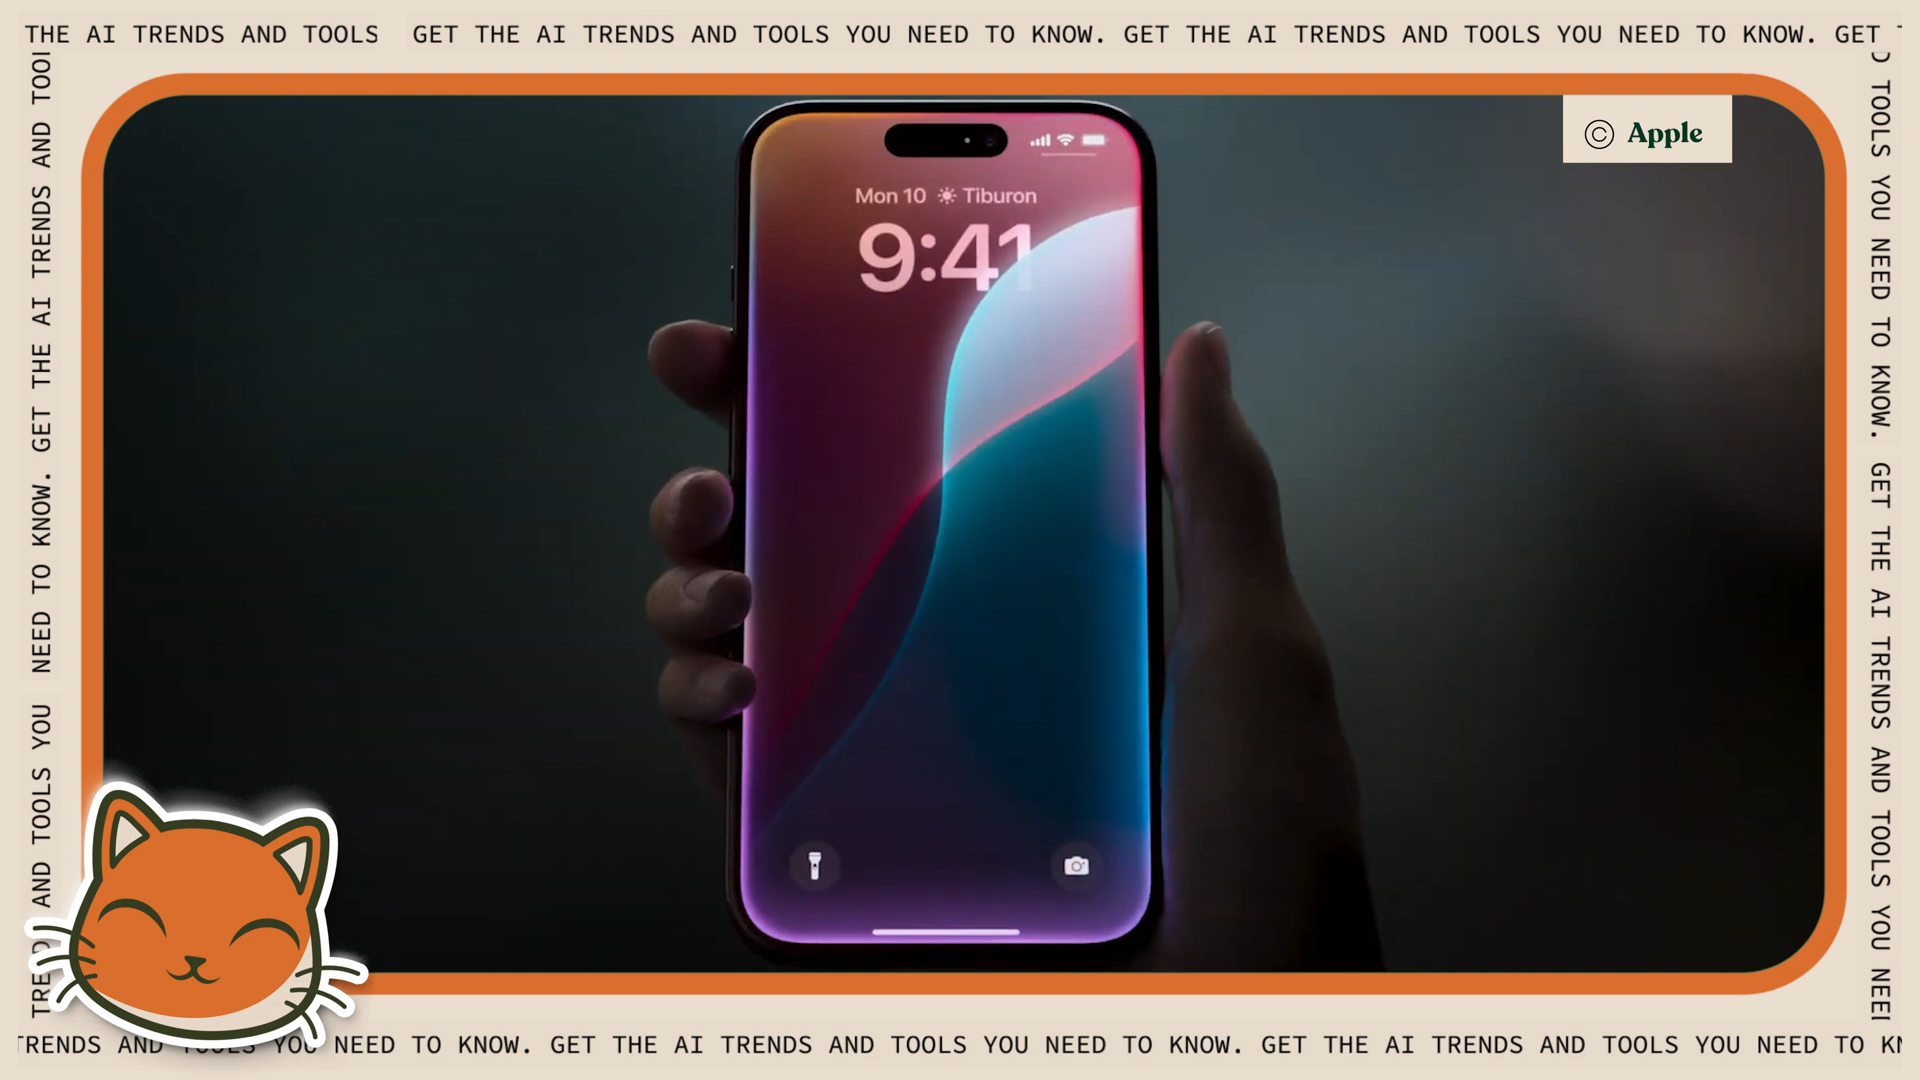 THE AI TRENDS AND TOOLS GET THE AI TRENDS AND TOOLS YOU NEED TO KNOW. GET THE AI TRENDS AND TOOLS YOU NEED TO KNOW. GET
© Apple
Mon 10 Tiburon
9:41
AND TOOLS YOU NEED TO KNOW. GET THE AI TRENDS AND
TOOLS YOU NEED TO KNOW. GET THE AI TRENDS AND TOOLS YOU
TRENDS AND TOOLS YOU NEED TO KNOW. GET THE AI TRENDS AND TOOLS YOU NEED TO KNOW. GET THE AI TRENDS AND TOOLS YOU NEED TO